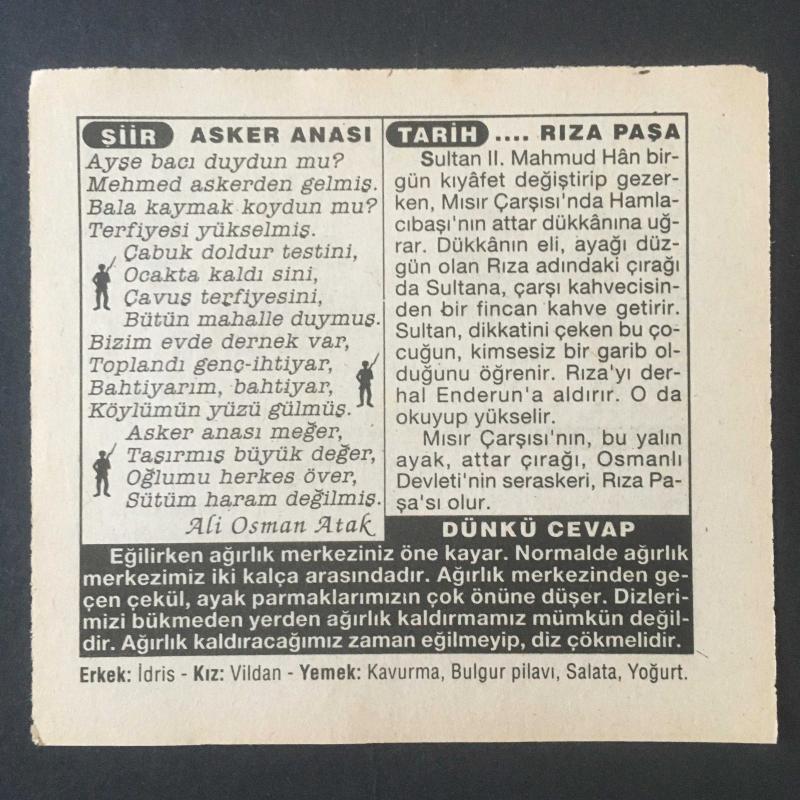 ŞİİR ASKER ANASI
Ayşe bacı duydun mu?
Mehmed askerden gelmiş.
Bala kaymak koydun mu?
Terfiyesi yükselmiş.
Çabuk doldur testini,
Ocakta kaldı sini,
Çavuş terfiyesini,
Bütün mahalle duymuş.
Bizim evde dernek var,
Toplandı genç-ihtiyar,
Bahtiyarım, bahtiyar,
Köylümün yüzü gülmüş.
Asker anası meğer,
Taşırmış büyük değer,
Oğlumu herkes över,
Sütüm haram değilmiş.
Ali Osman Atak
TARİH .... RIZA PAŞA
Sultan II. Mahmud Hân bir-
gün kıyâfet değiştirip gezer-
ken, Mısır Çarşısı'nda Hamla-
cıbaşı'nın attar dükkânına uğ-
rar. Dükkânın eli, ayağı düz-
gün olan Rıza adındaki çırağı
da Sultana, çarşı kahvecisin-
den bir fincan kahve getirir.
Sultan, dikkatini çeken bu ço-
cuğun, kimsesiz bir garib ol-
duğunu öğrenir. Rıza'yı der-
hal Enderun'a aldırır. O da
okuyup yükselir.
Mısır Çarşısı'nın, bu yalın
ayak, attar çırağı, Osmanlı
Devleti'nin seraskeri, Rıza Pa-
şa'sı olur.
DÜNKÜ CEVAP
Eğilirken ağırlık merkeziniz öne kayar. Normalde ağırlık
merkezimiz iki kalça arasındadır. Ağırlık merkezinden ge-
çen çekül, ayak parmaklarımızın çok önüne düşer. Dizleri-
mizi bükmeden yerden ağırlık kaldırmamız mümkün değil-
dir. Ağırlık kaldıracağımız zaman eğilmeyip, diz çökmelidir.
Erkek: İdris - Kız: Vildan - Yemek: Kavurma, Bulgur pilavı, Salata, Yoğurt.